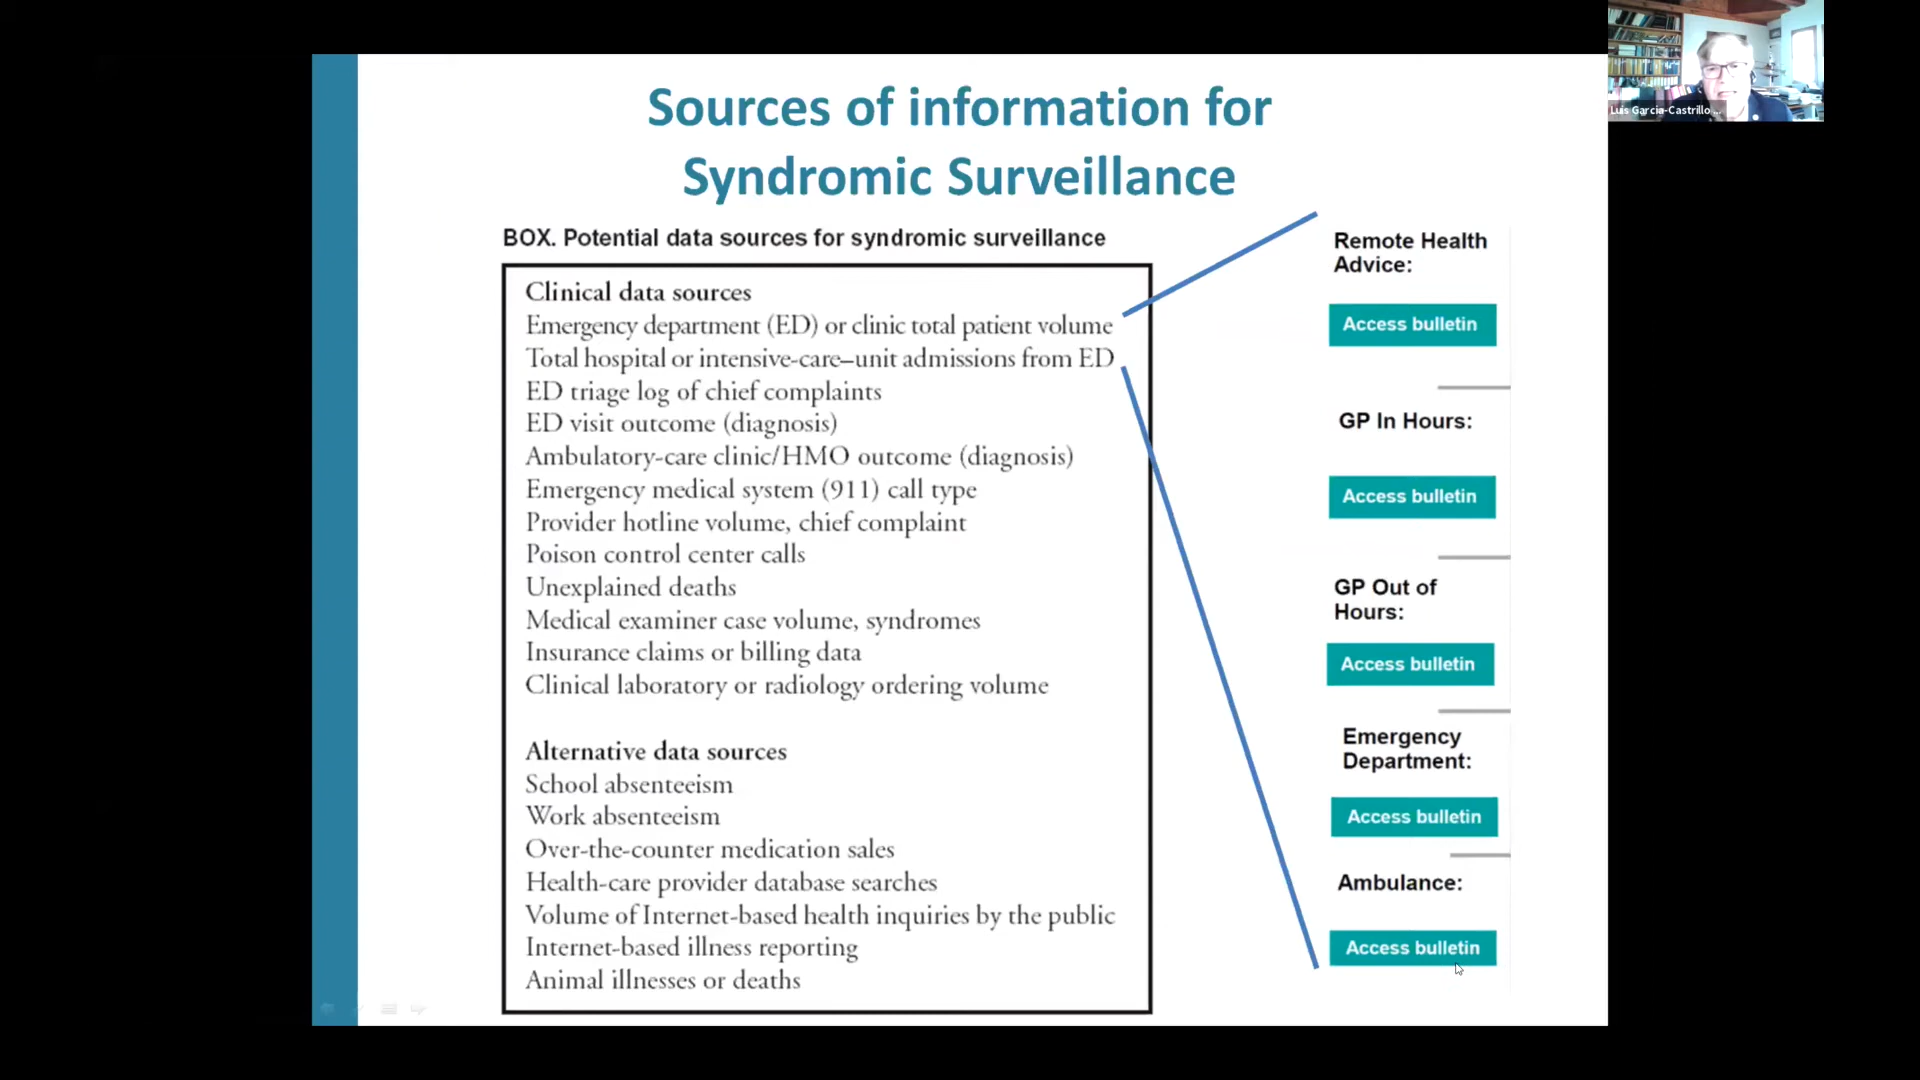 Sources of information for
Syndromic Surveillance
BOX. Potential data sources for syndromic surveillance
Clinical data sources
Emergency department (ED) or clinic total patient volume
Total hospital or intensive-care–unit admissions from ED
ED triage log of chief complaints
ED visit outcome (diagnosis)
Ambulatory-care clinic/HMO outcome (diagnosis)
Emergency medical system (911) call type
Provider hotline volume, chief complaint
Poison control center calls
Unexplained deaths
Medical examiner case volume, syndromes
Insurance claims or billing data
Clinical laboratory or radiology ordering volume
Alternative data sources
School absenteeism
Work absenteeism
Over-the-counter medication sales
Health-care provider database searches
Volume of Internet-based health inquiries by the public
Internet-based illness reporting
Animal illnesses or deaths
Remote Health
Advice:
Access bulletin
GP In Hours:
Access bulletin
GP Out of
Hours:
Access bulletin
Emergency
Department:
Access bulletin
Ambulance:
Access bulletin
Luis Garcia-Castrillo ...